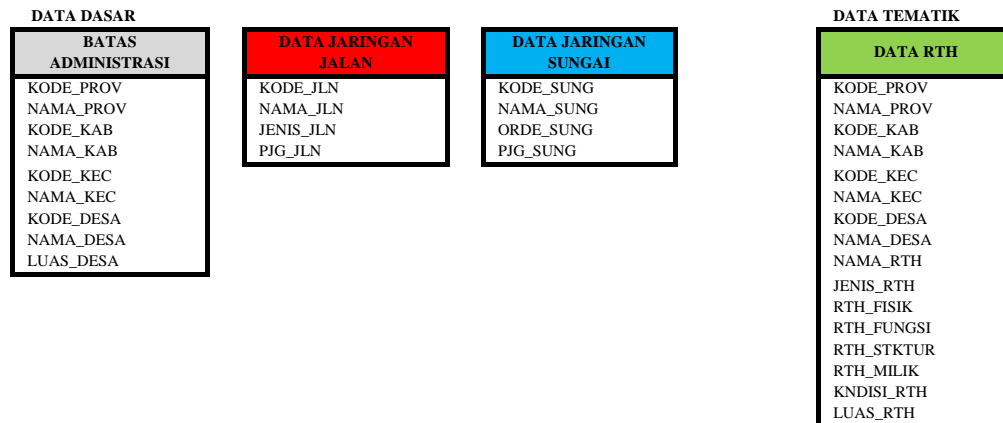 DATA DASAR
BATAS
ADMINISTRASI
KODE_PROV
NAMA_PROV
KODE_KAB
NAMA_KAB
KODE_KEC
NAMA_KEC
KODE_DESA
NAMA_DESA
LUAS_DESA
DATA JARINGAN
JALAN
KODE_JLN
NAMA_JLN
JENIS_JLN
PJG_JLN
DATA JARINGAN
SUNGAI
KODE_SUNG
NAMA_SUNG
ORDE_SUNG
PJG_SUNG
DATA TEMATIK
DATA RTH
KODE_PROV
NAMA_PROV
KODE_KAB
NAMA_KAB
KODE_KEC
NAMA_KEC
KODE_DESA
NAMA_DESA
NAMA_RTH
JENIS_RTH
RTH_FISIK
RTH_FUNGSI
RTH_STKTUR
RTH_MILIK
KNDISI_RTH
LUAS_RTH